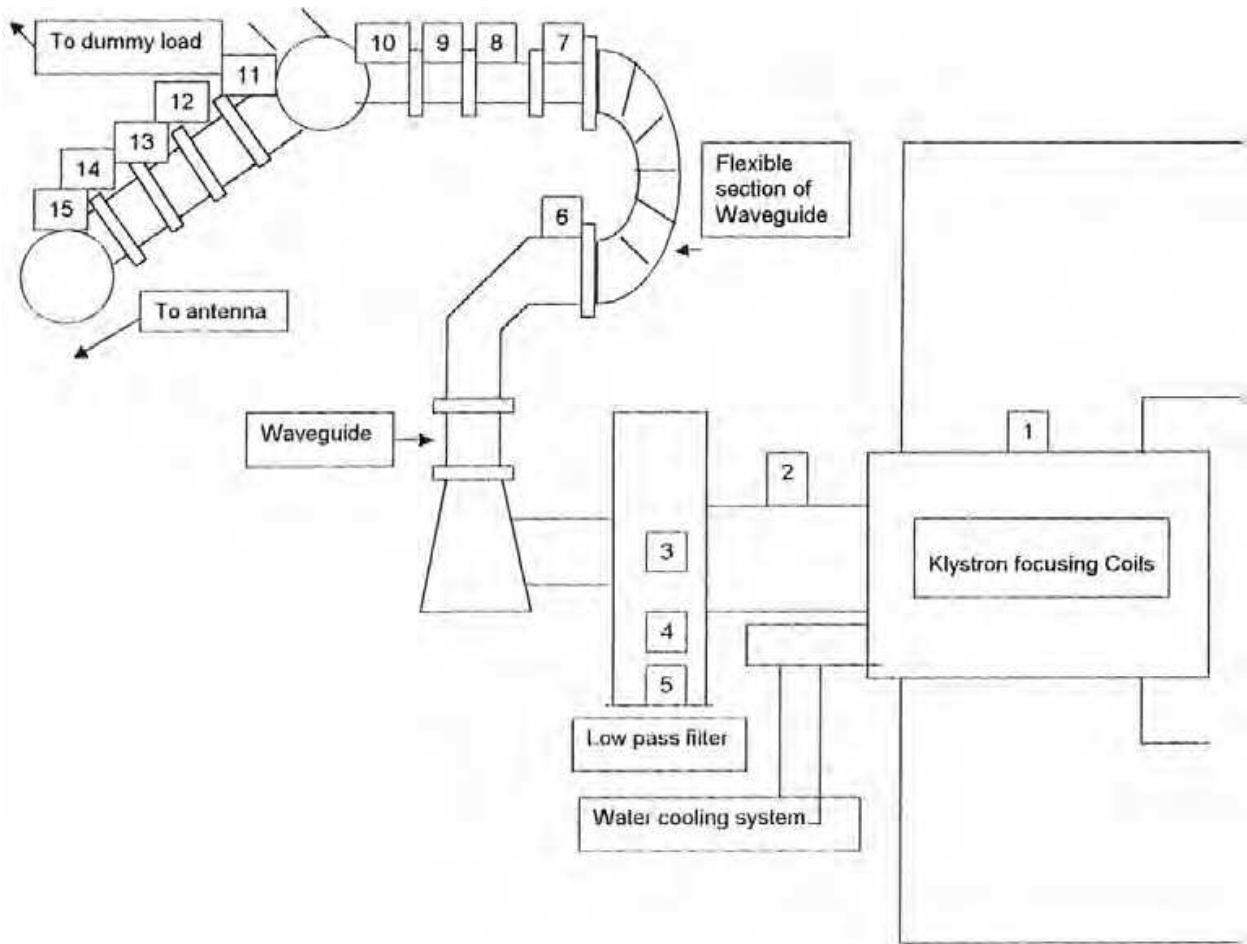 To dummy load
10
9
8
7
11
12
13
14
15
Flexible
section of
Waveguide
6
To antenna
Waveguide
1
2
3
Klystron focusing Coils
4
5
Low pass filter
Water cooling system